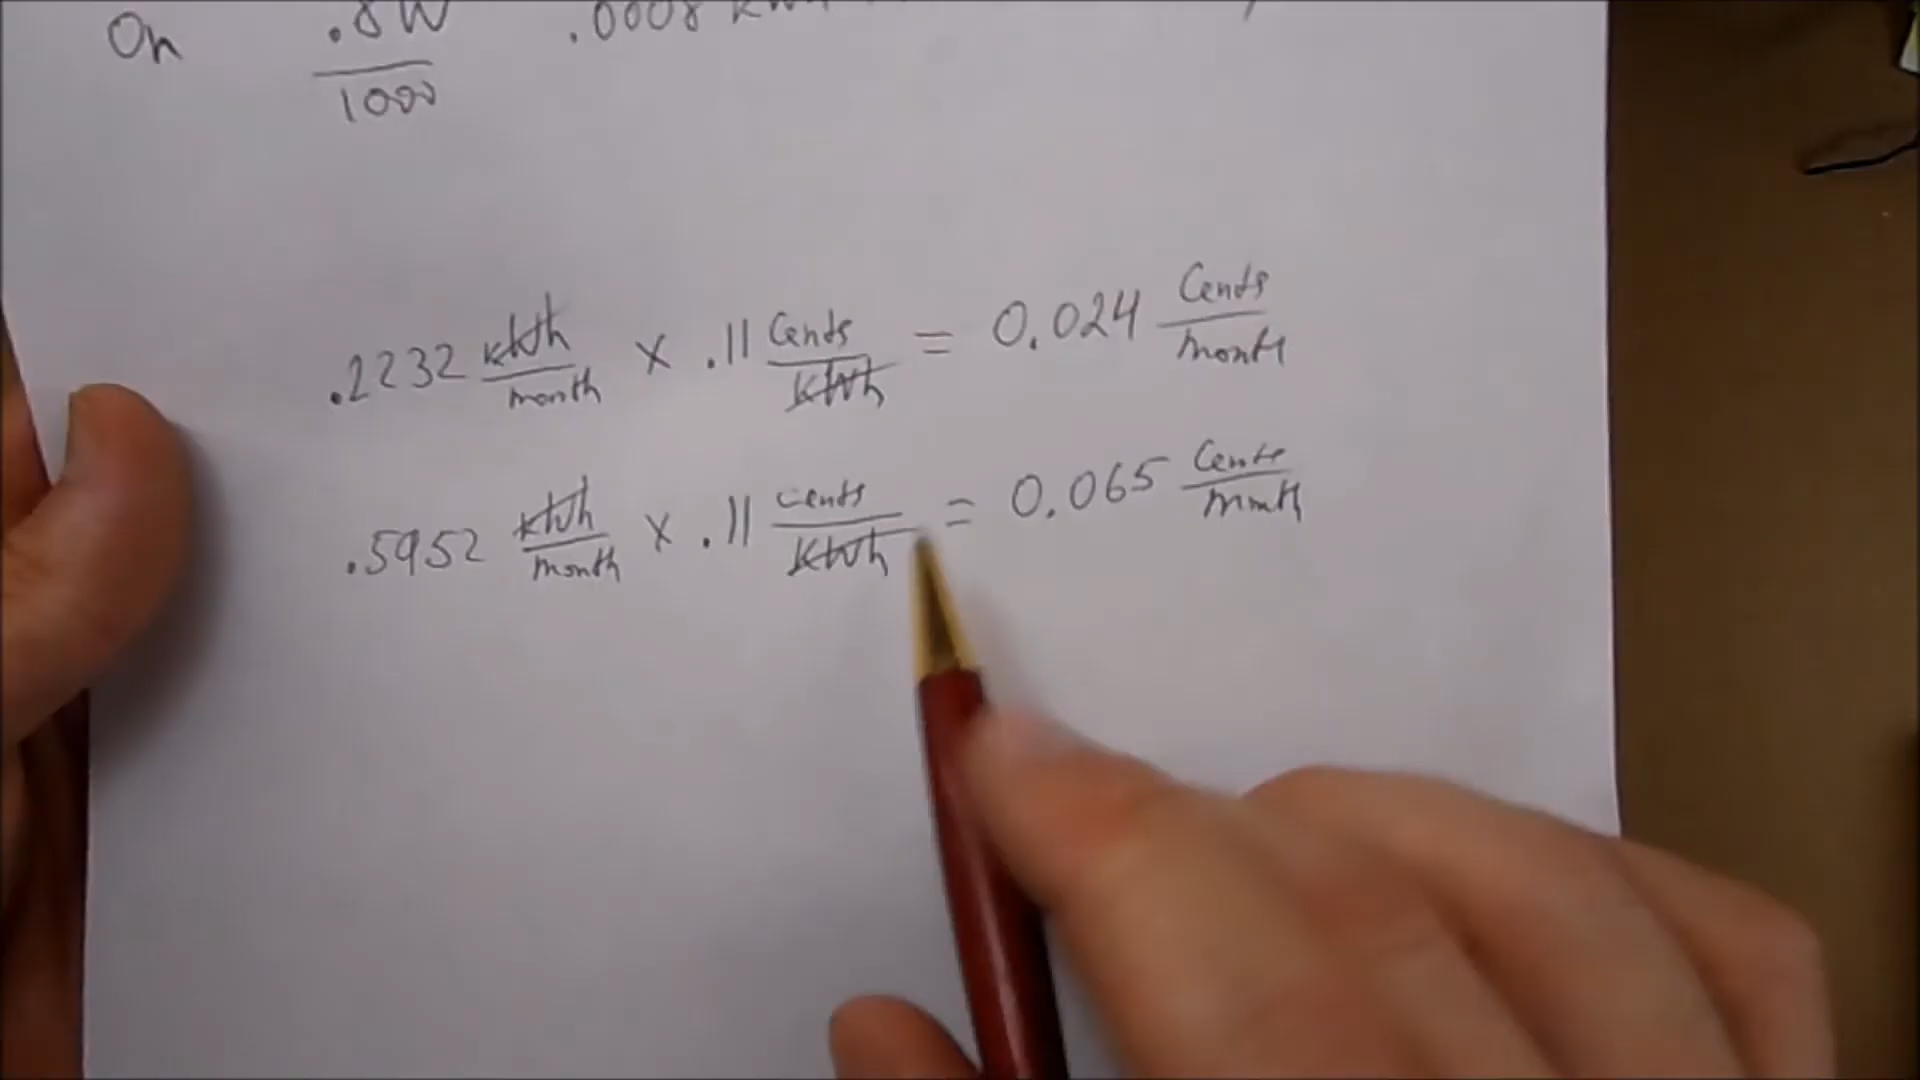 On .8W .0008
1000
.2232 kWh/month x .11 Cents/kWh = 0.024 Cents/month
.5952 kWh/month x .11 cents/kWh = 0.065 Cents/month